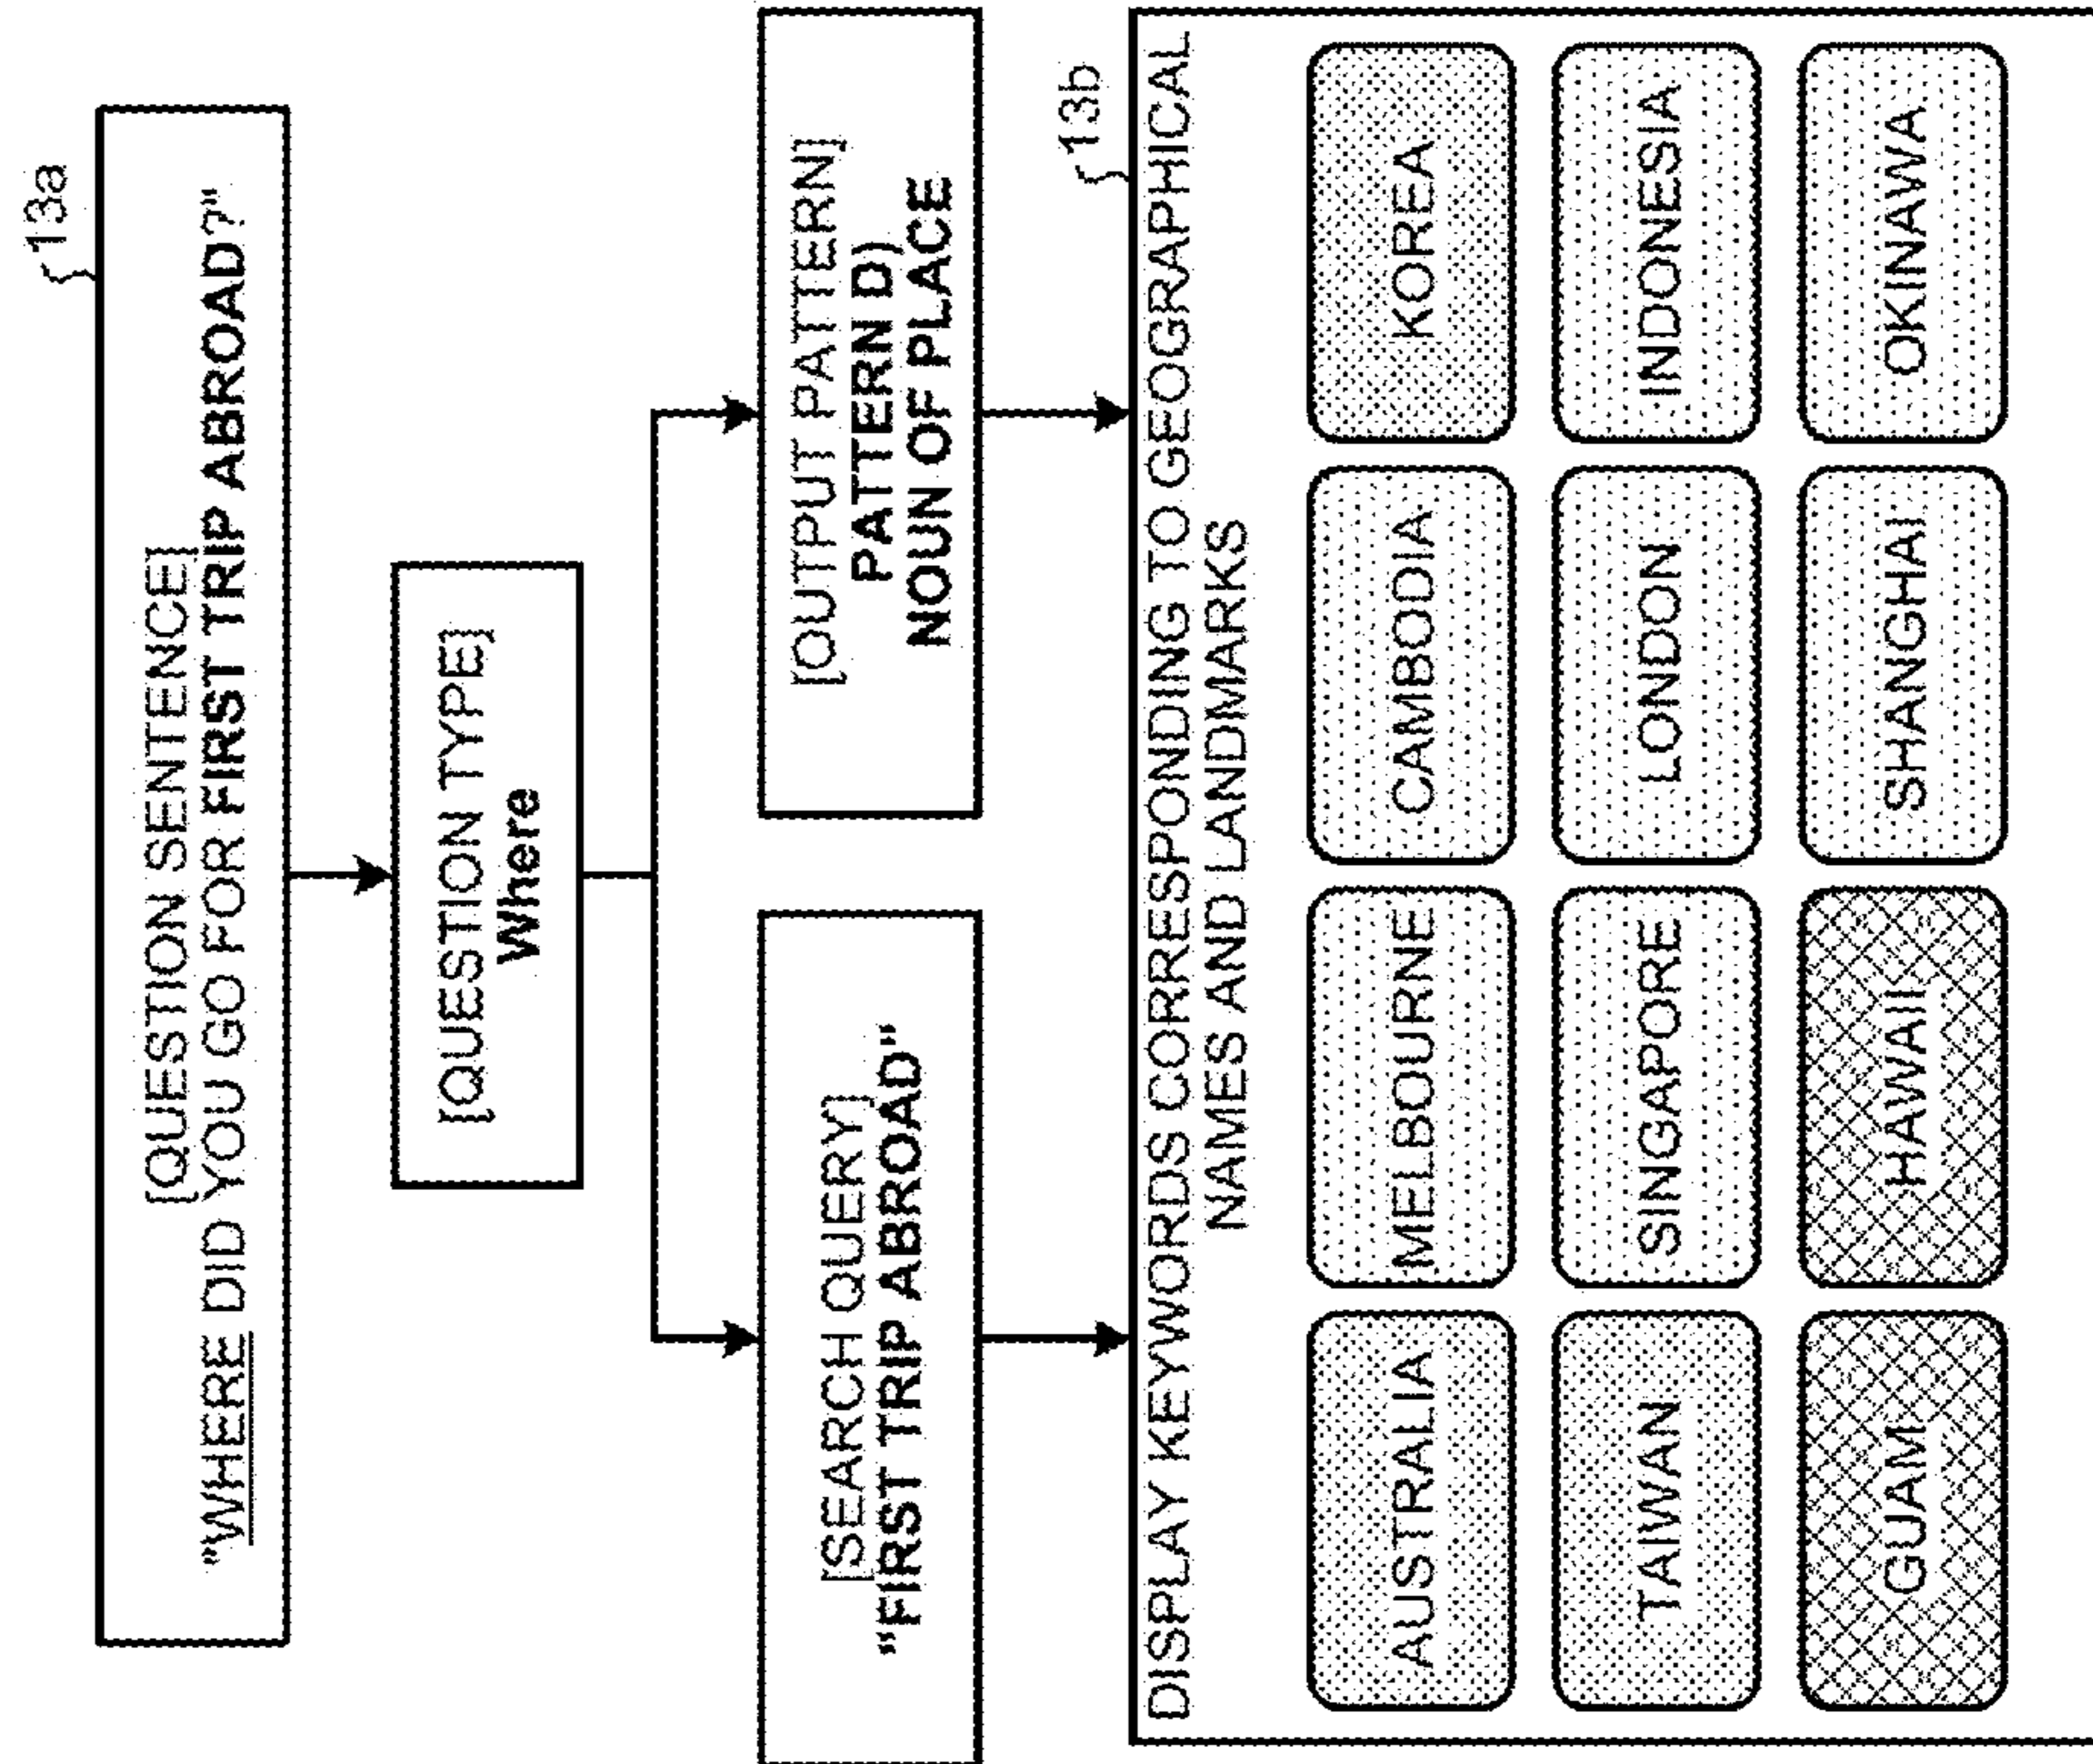 13a
[QUESTION SENTENCE]
"WHERE DID YOU GO FOR FIRST TRIP ABROAD?"
[QUESTION TYPE]
Where
[SEARCH QUERY]
"FIRST TRIP ABROAD"
[OUTPUT PATTERN]
PATTERN D)
NOUN OF PLACE
13b
DISPLAY KEYWORDS CORRESPONDING TO GEOGRAPHICAL
NAMES AND LANDMARKS
AUSTRALIA MELBOURNE CAMBODIA KOREA
TAIWAN SINGAPORE LONDON INDONESIA
GUAM HAWAII SHANGHAI OKINAWA